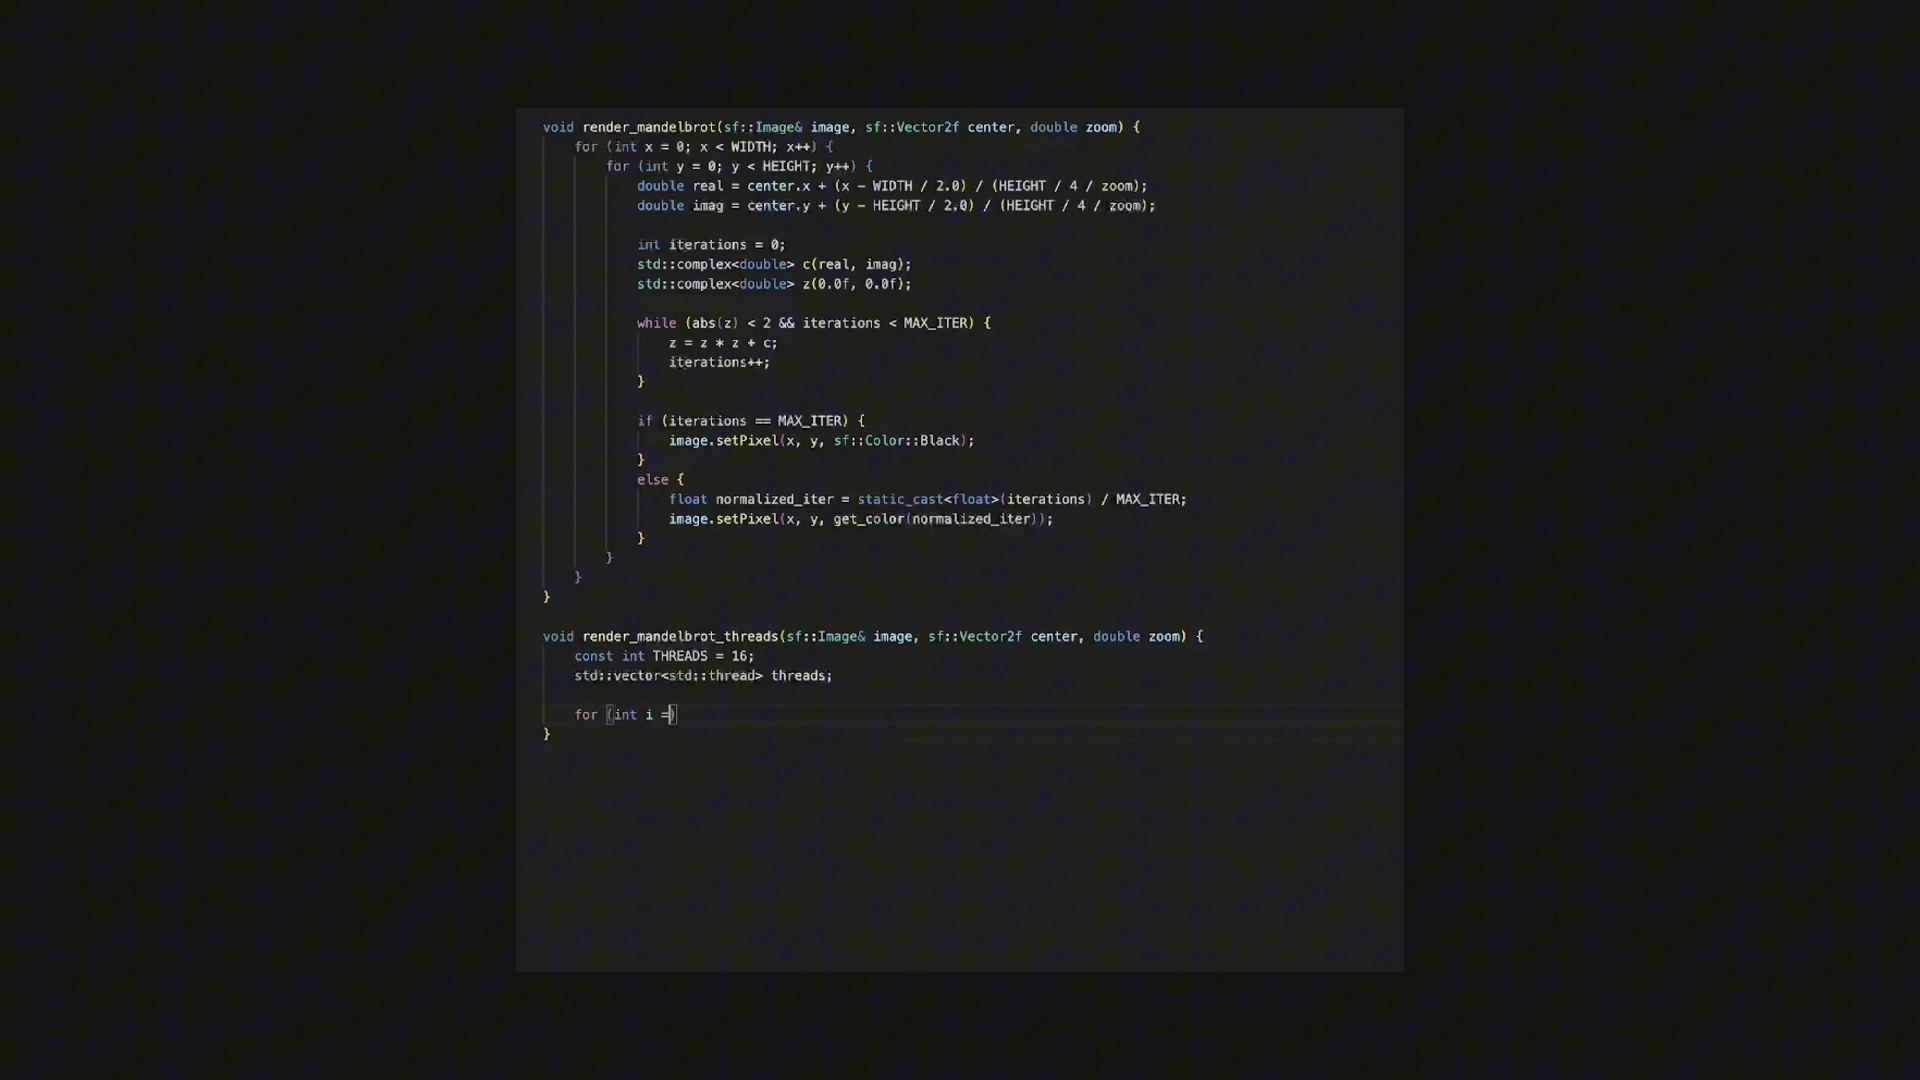 void render_mandelbrot(sf::Image& image, sf::Vector2f center, double zoom) {
for (int x = 0; x < WIDTH; x++) {
for (int y = 0; y < HEIGHT; y++) {
double real = center.x + (x - WIDTH / 2.0) / (HEIGHT / 4 / zoom);
double imag = center.y + (y - HEIGHT / 2.0) / (HEIGHT / 4 / zoom);
int iterations = 0;
std::complex<double> c(real, imag);
std::complex<double> z(0.0f, 0.0f);
while (abs(z) < 2 && iterations < MAX_ITER) {
z = z * z + c;
iterations++;
}
if (iterations == MAX_ITER) {
image.setPixel(x, y, sf::Color::Black);
}
else {
float normalized_iter = static_cast<float>(iterations) / MAX_ITER;
image.setPixel(x, y, get_color(normalized_iter));
}
}
}
}
void render_mandelbrot_threads(sf::Image& image, sf::Vector2f center, double zoom) {
const int THREADS = 16;
std::vector<std::thread> threads;
for (int i =)
}